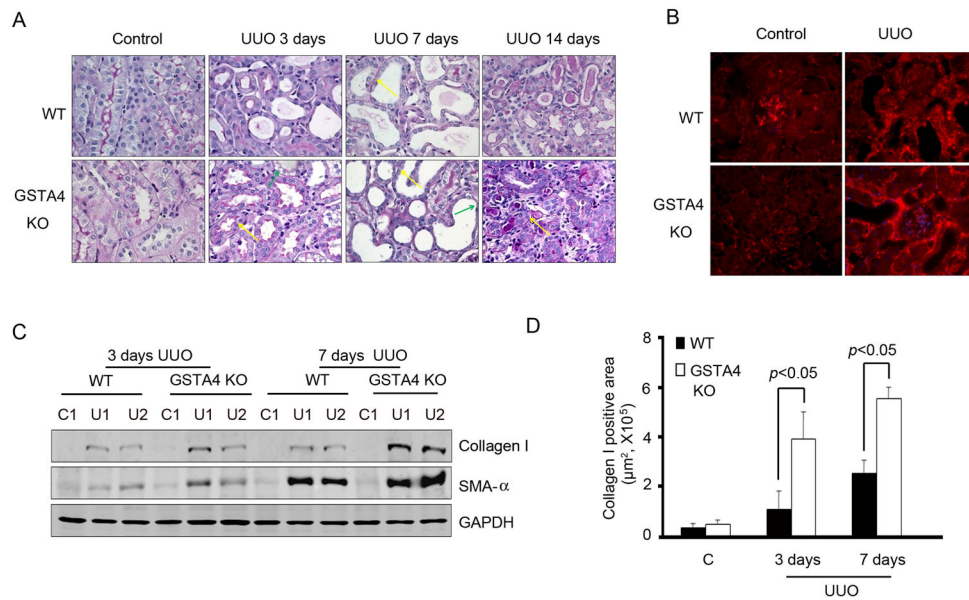 A
Control
UUO 3 days
UUO 7 days
UUO 14 days
WT
GSTA4
KO
B
Control
UUO
WT
GSTA4
KO
C
3 days UUO
7 days UUO
WT
GSTA4 KO
WT
GSTA4 KO
C1 U1 U2 C1 U1 U2 C1 U1 U2 C1 U1 U2
Collagen I
SMA-α
GAPDH
D
Collagen I positive area
(µm², X10⁵)
8
6
4
2
0
WT
GSTA4
KO
p<0.05
p<0.05
C
3 days
7 days
UUO